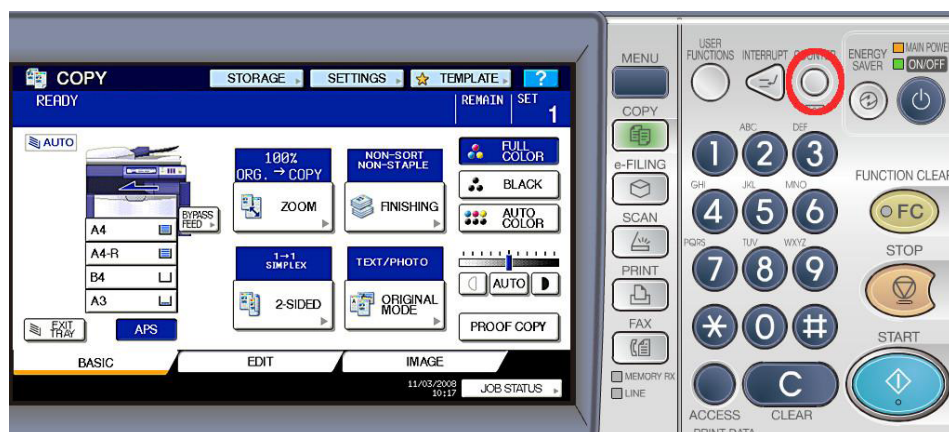 COPY
STORAGE
SETTINGS
TEMPLATE
?
READY
REMAIN
SET
1
AUTO
100%
ORG. → COPY
ZOOM
NON-SORT
NON-STAPLE
FINISHING
FULL
COLOR
BLACK
AUTO
COLOR
BYPASS
FEED
A4
A4-R
B4
A3
1→1
SIMPLEX
2-SIDED
TEXT/PHOTO
ORIGINAL
MODE
AUTO
PROOF COPY
EXIT
TRAY
APS
BASIC
EDIT
IMAGE
11/03/2008
10:17
JOB STATUS
MENU
COPY
e-FILING
SCAN
PRINT
FAX
MEMORY RX
LINE
USER
FUNCTIONS
INTERRUPT
ENERGY
SAVER
MAIN POWE
ON/OFF
ABC
DEF
1
2
3
GHI
JKL
MNO
4
5
6
PQRS
TUV
WXYZ
7
8
9
*
0
#
FUNCTION CLEAR
FC
STOP
START
ACCESS
C
CLEAR
PRINT DATA